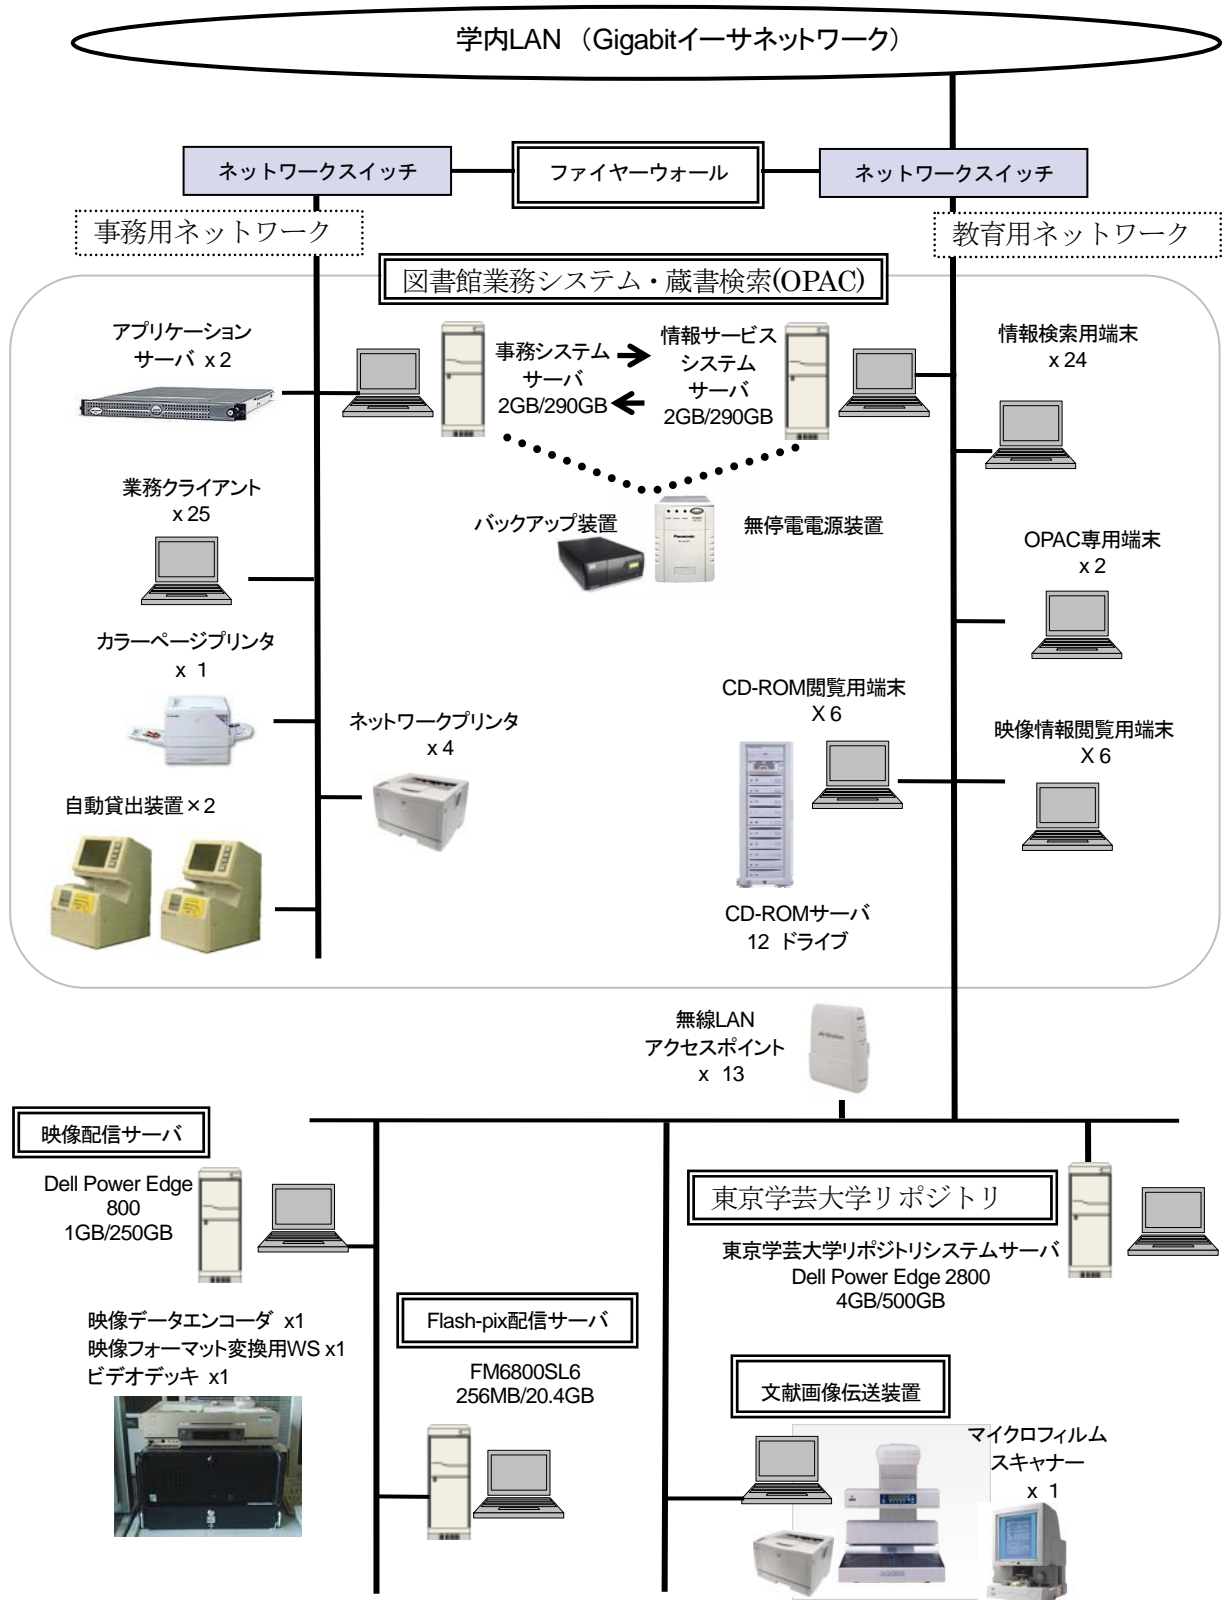 学内LAN （Gigabitイーサネットワーク）
ネットワークスイッチ
ファイヤーウォール
ネットワークスイッチ
事務用ネットワーク
教育用ネットワーク
図書館業務システム・蔵書検索(OPAC)
アプリケーション
サーバ x 2
事務システム
サーバ
2GB/290GB
情報サービス
システム
サーバ
2GB/290GB
情報検索用端末
x 24
業務クライアント
x 25
バックアップ装置
無停電電源装置
Panasonic
OPAC専用端末
x 2
カラーページプリンタ
x 1
ネットワークプリンタ
x 4
CD-ROM閲覧用端末
X 6
映像情報閲覧用端末
X 6
自動貸出装置×2
CD-ROMサーバ
12 ドライブ
無線LAN
アクセスポイント
x 13
映像配信サーバ
Dell Power Edge
800
1GB/250GB
東京学芸大学リポジトリ
東京学芸大学リポジトリシステムサーバ
Dell Power Edge 2800
4GB/500GB
映像データエンコーダ x1
映像フォーマット変換用WS x1
ビデオデッキ x1
Flash-pix配信サーバ
FM6800SL6
256MB/20.4GB
文献画像伝送装置
マイクロフィルム
スキャナー
x 1